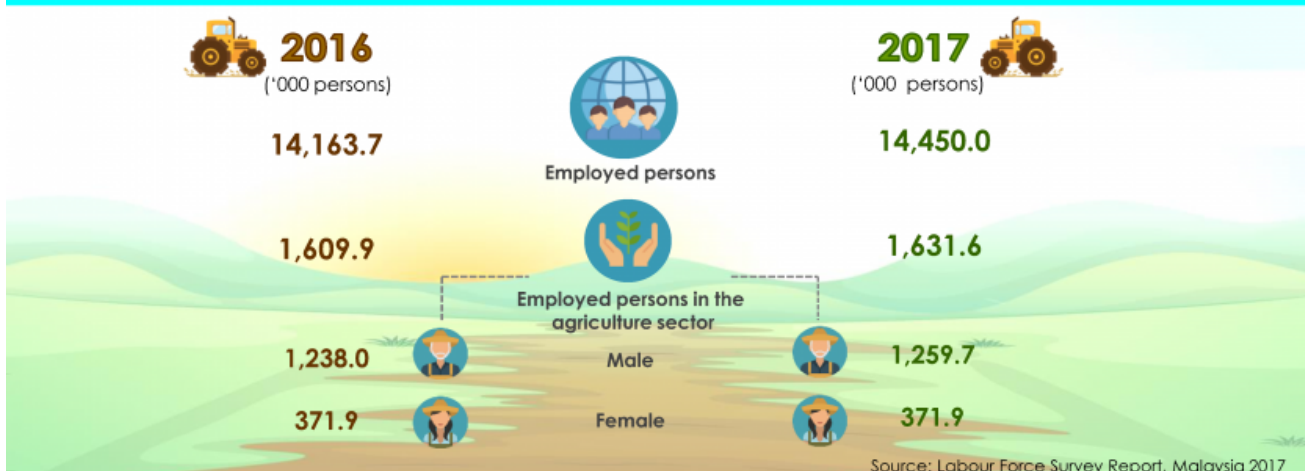 2016
2017
('000 persons)
('000 persons)
14,163.7
14,450.0
Employed persons
1,609.9
1,631.6
Employed persons in the
agriculture sector
1,238.0
Male
1,259.7
371.9
Female
371.9
Source: Labour Force Survey Report, Malaysia 2017